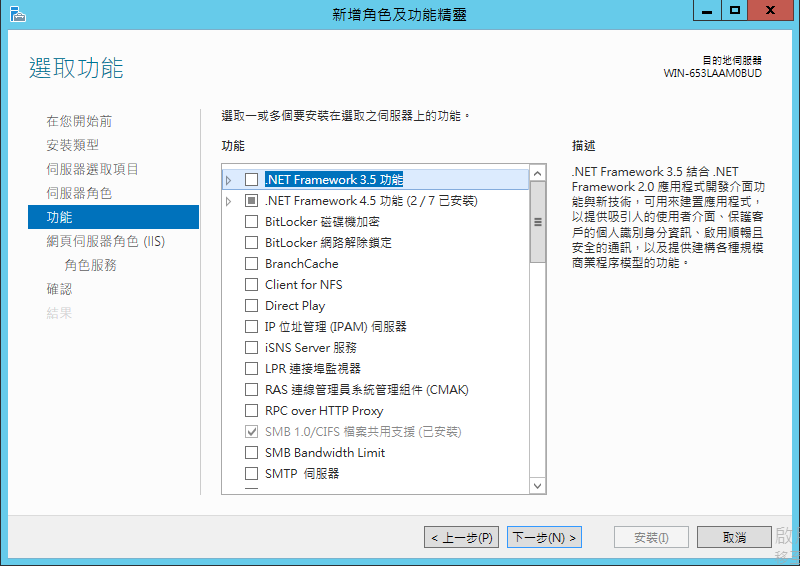 新增角色及功能精靈
選取功能
目的地伺服器
WIN-653LAAM0BUD
在您開始前
安裝類型
伺服器選取項目
伺服器角色
功能
網頁伺服器角色 (IIS)
角色服務
確認
結果
選取一或多個要安裝在選取之伺服器上的功能。
功能
.NET Framework 3.5 功能
.NET Framework 4.5 功能 (2 / 7 已安裝)
BitLocker 磁碟機加密
BitLocker 網路解除鎖定
BranchCache
Client for NFS
Direct Play
IP 位址管理 (IPAM) 伺服器
iSNS Server 服務
LPR 連接埠監視器
RAS 連線管理員系統管理組件 (CMAK)
RPC over HTTP Proxy
SMB 1.0/CIFS 檔案共用支援 (已安裝)
SMB Bandwidth Limit
SMTP 伺服器
描述
.NET Framework 3.5 結合 .NET
Framework 2.0 應用程式開發介面功
能與新技術，可用來建置應用程式，
以提供吸引人的使用者介面、保護客
戶的個人識別身分資訊、啟用順暢且
安全的通訊，以及提供建構各種規模
商業程序模型的功能。
< 上一步(P)
下一步(N) >
安裝(I)
取消
啟